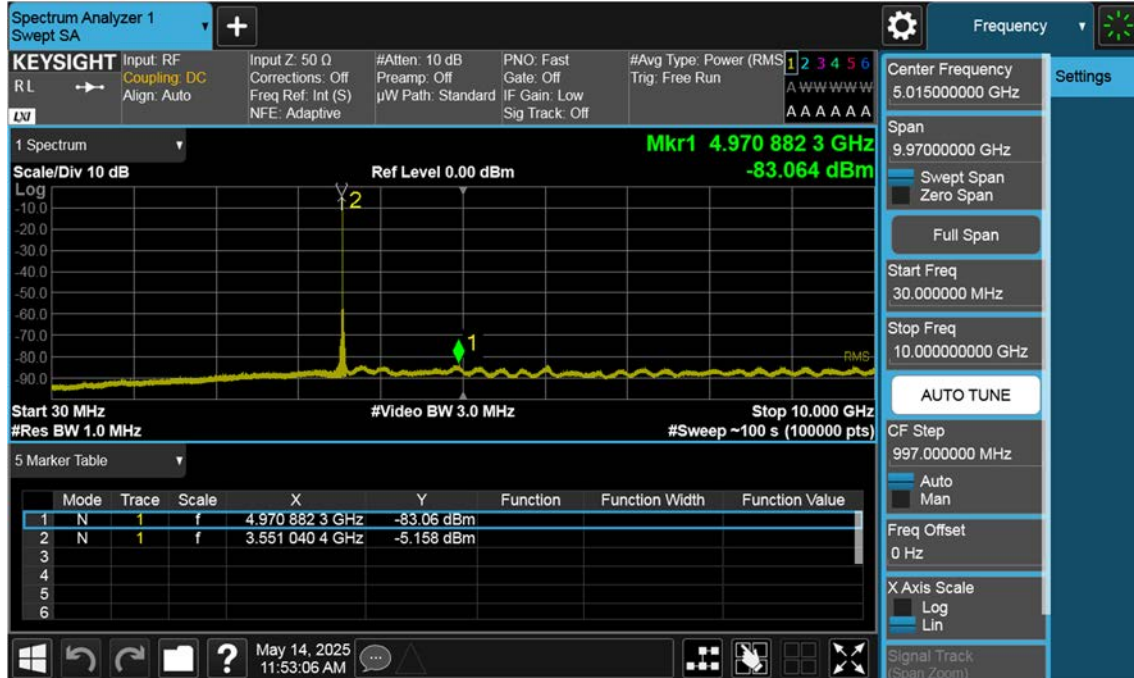 Spectrum Analyzer 1
Swept SA
+
Frequency
KEYSIGHT
RL
LXI
Input: RF
Coupling: DC
Align: Auto
Input Z: 50 Ω
Corrections: Off
Freq Ref: Int (S)
NFE: Adaptive
#Atten: 10 dB
Preamp: Off
µW Path: Standard
PNO: Fast
Gate: Off
IF Gain: Low
Sig Track: Off
#Avg Type: Power (RMS
Trig: Free Run
1 2 3 4 5 6
A W W W W W
A A A A A A
1 Spectrum
Scale/Div 10 dB
Ref Level 0.00 dBm
Mkr1 4.970 882 3 GHz
-83.064 dBm
Log
-10.0
-20.0
-30.0
-40.0
-50.0
-60.0
-70.0
-80.0
-90.0
2
1
RMS
Start 30 MHz
#Video BW 3.0 MHz
Stop 10.000 GHz
#Res BW 1.0 MHz
#Sweep ~100 s (100000 pts)
5 Marker Table
Mode Trace Scale X Y Function Function Width Function Value
1 N 1 f 4.970 882 3 GHz -83.06 dBm
2 N 1 f 3.551 040 4 GHz -5.158 dBm
3
4
5
6
?
May 14, 2025
11:53:06 AM
Center Frequency
5.015000000 GHz
Settings
Span
9.97000000 GHz
Swept Span
Zero Span
Full Span
Start Freq
30.000000 MHz
Stop Freq
10.000000000 GHz
AUTO TUNE
CF Step
997.000000 MHz
Auto
Man
Freq Offset
0 Hz
X Axis Scale
Log
Lin
Signal Track
(Span Zoom)